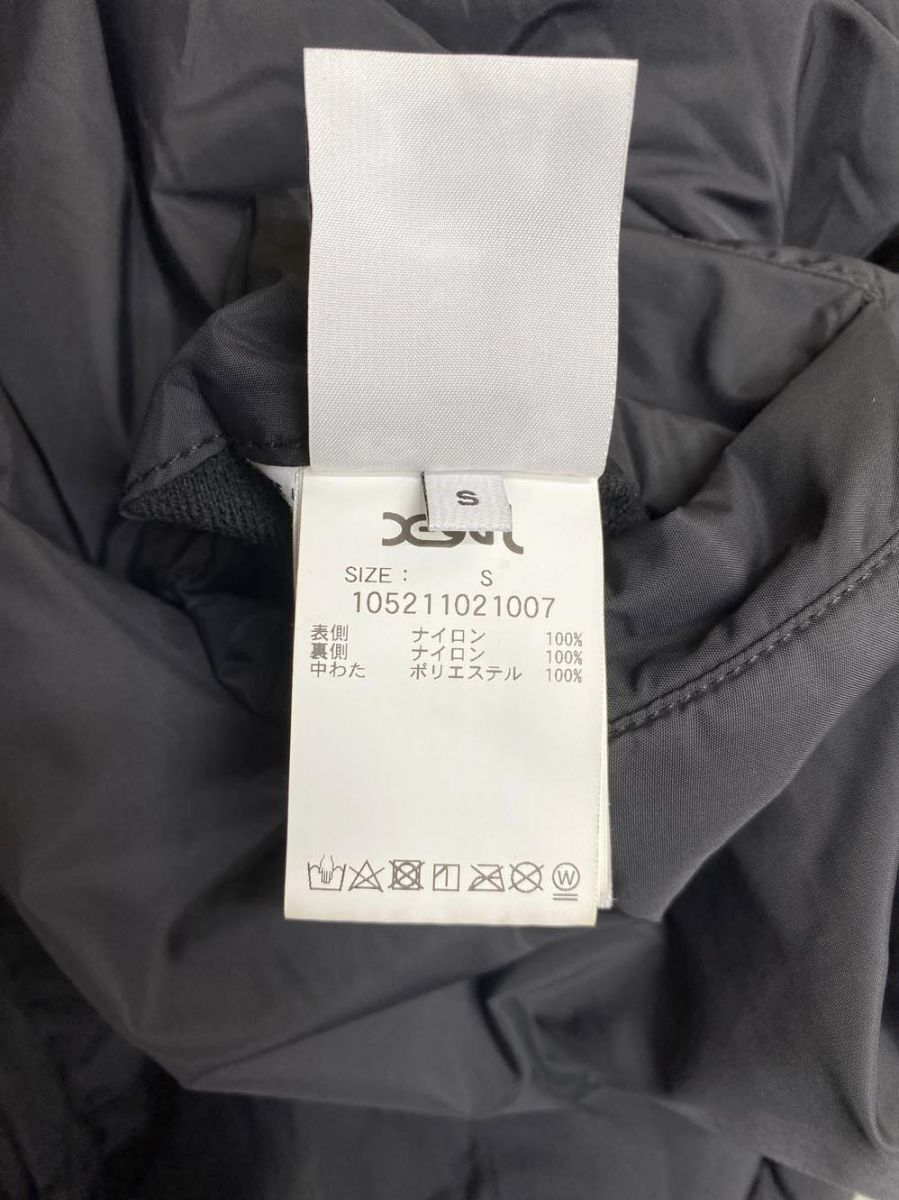 S
SIZE : S
105211021007
表側 ナイロン 100%
裏側 ナイロン 100%
中わた ポリエステル 100%
1
W